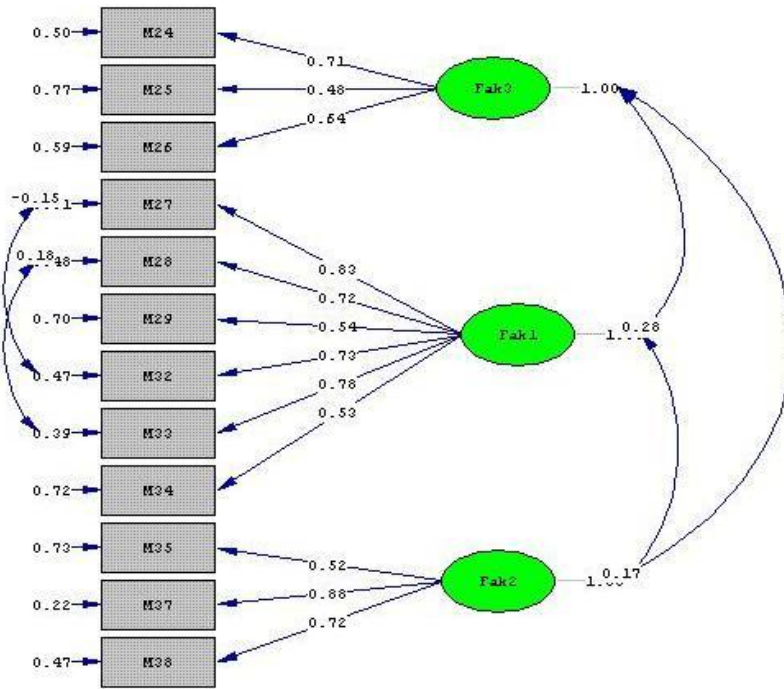 0.50 M24
0.71
0.77 M25 0.48 Fak3 1.00
0.64
0.59 M26
-0.15 M27
0.18 M28
0.83
0.72
0.70 M29 0.54 Fak1 0.28
0.73
0.47 M32
0.78
0.39 M33 0.53
0.72 M34
0.73 M35
0.52
0.22 M37 0.88 Fak2 0.17
0.72
0.47 M38